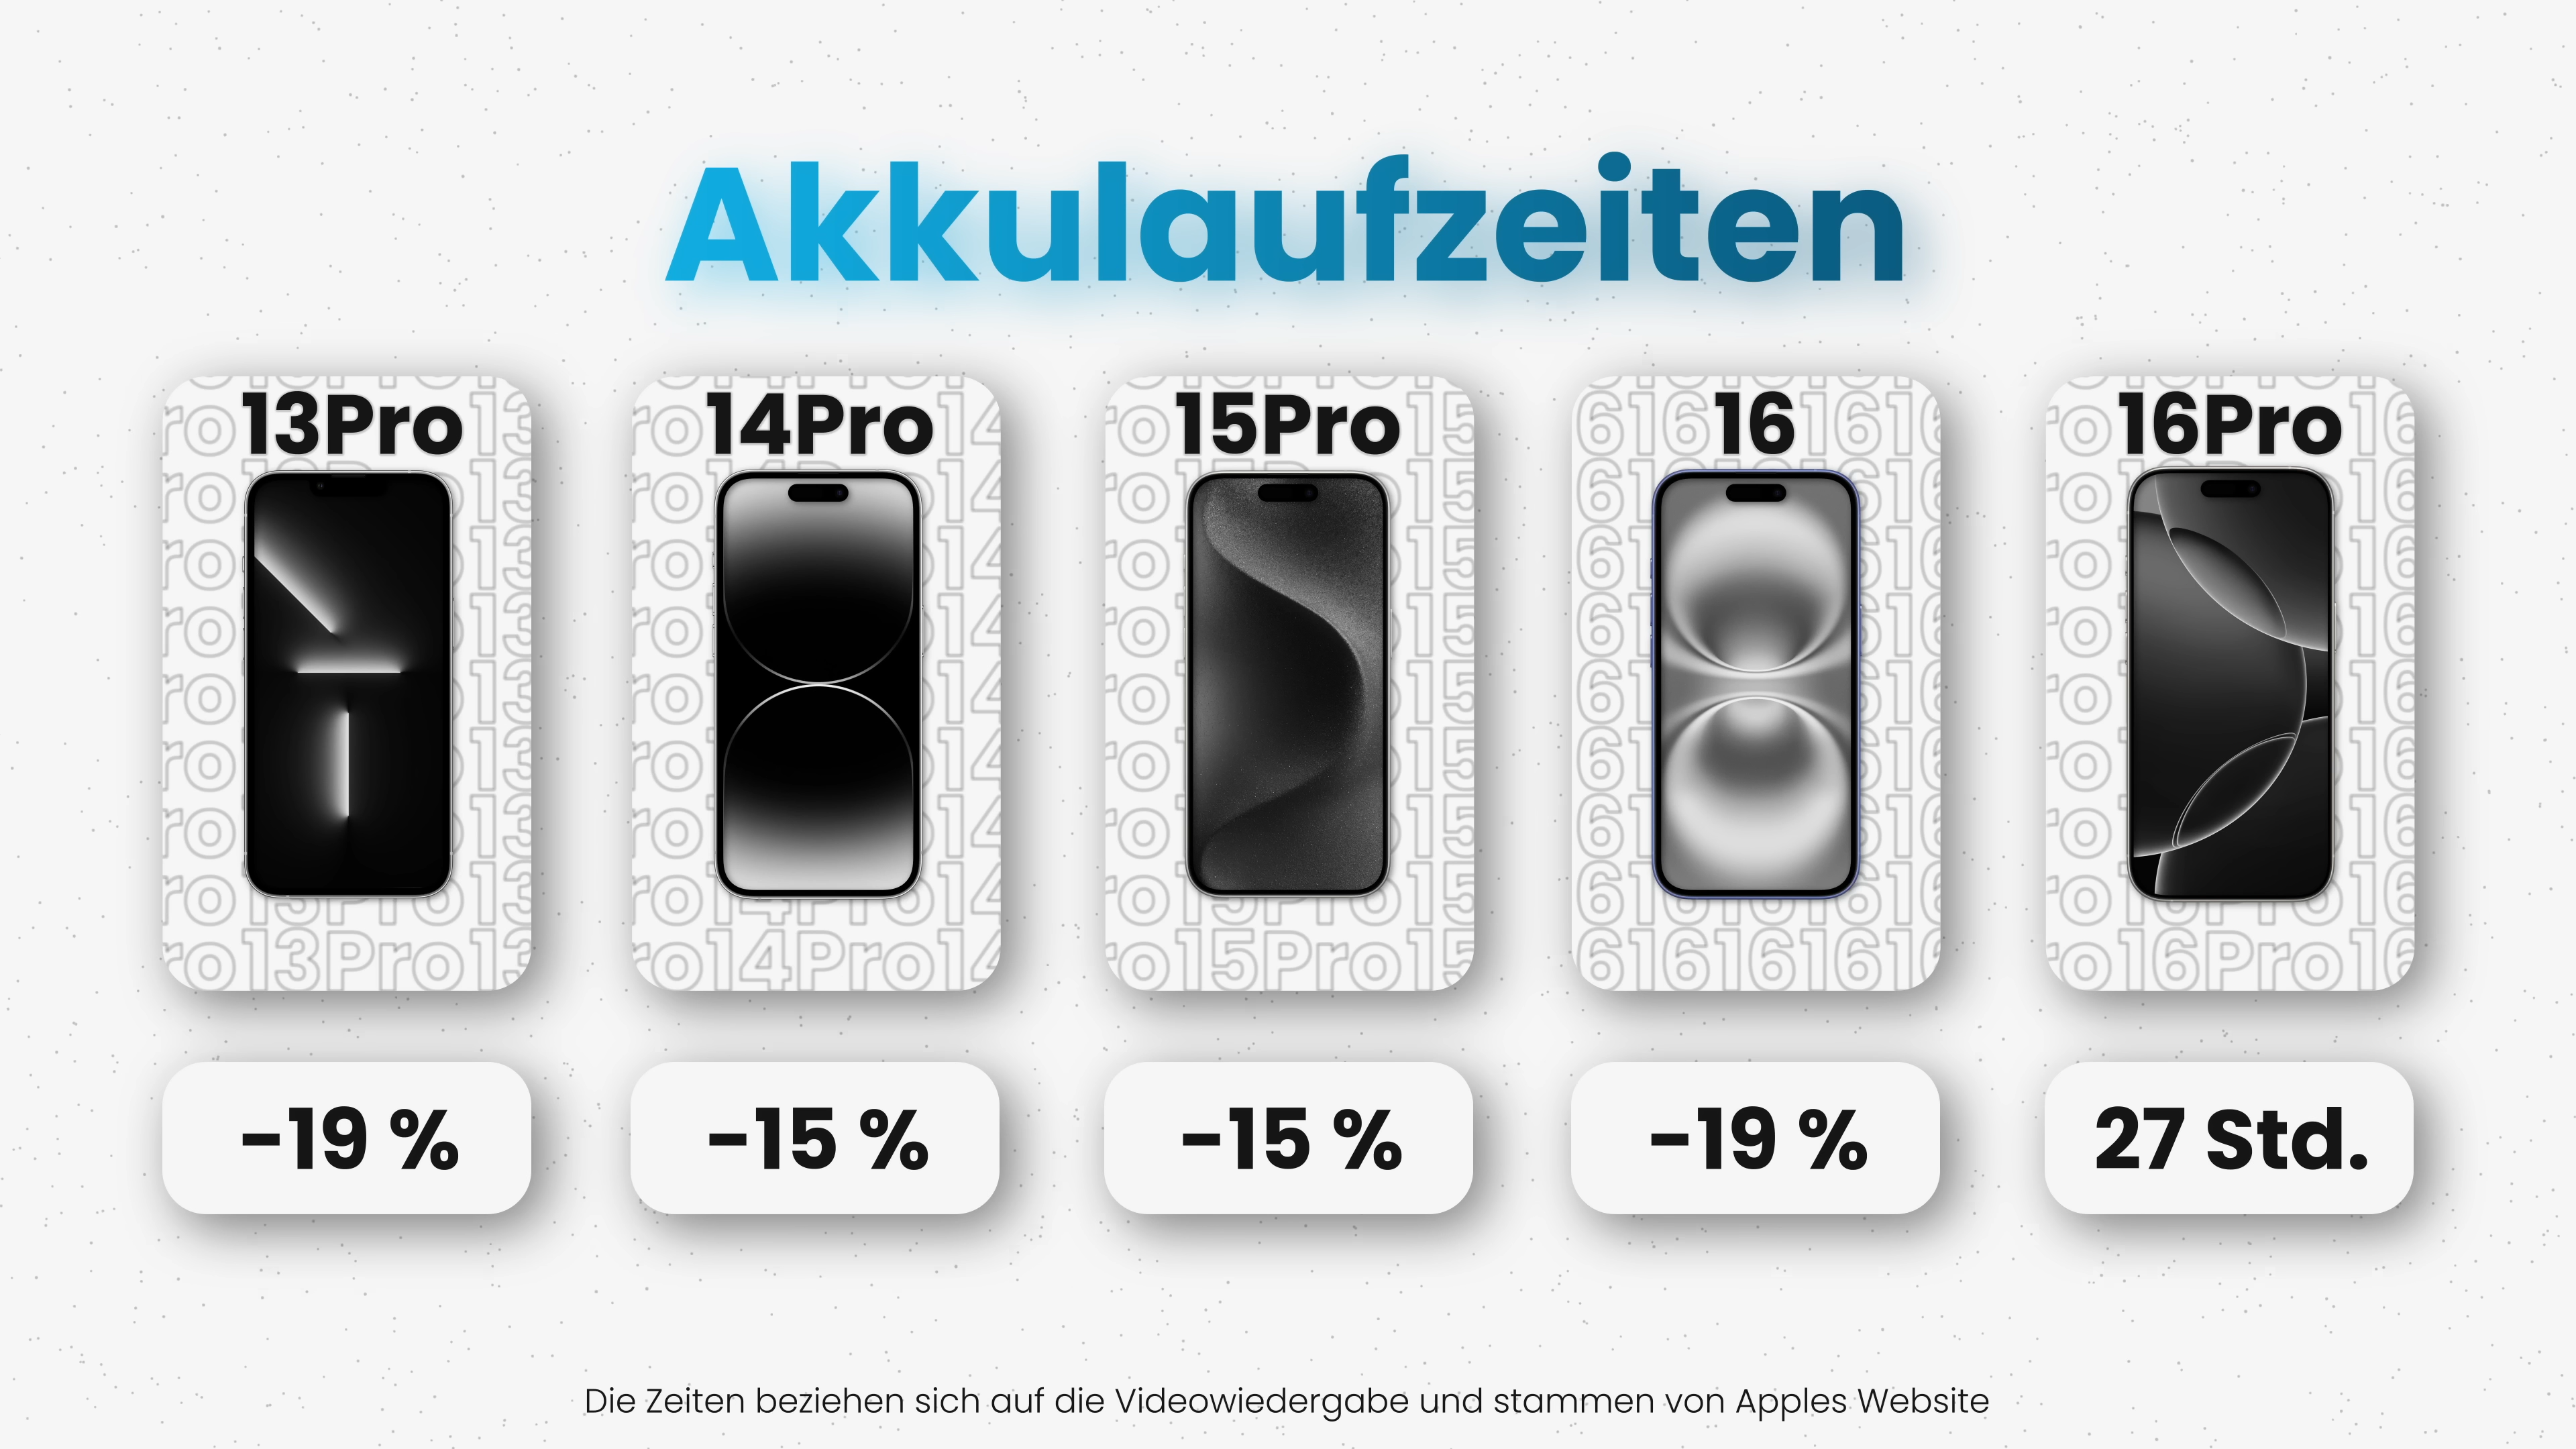 Akkulaufzeiten
13Pro
14Pro
15Pro
16
16Pro
-19 %
-15 %
-15 %
-19 %
27 Std.
Die Zeiten beziehen sich auf die Videowiedergabe und stammen von Apples Website